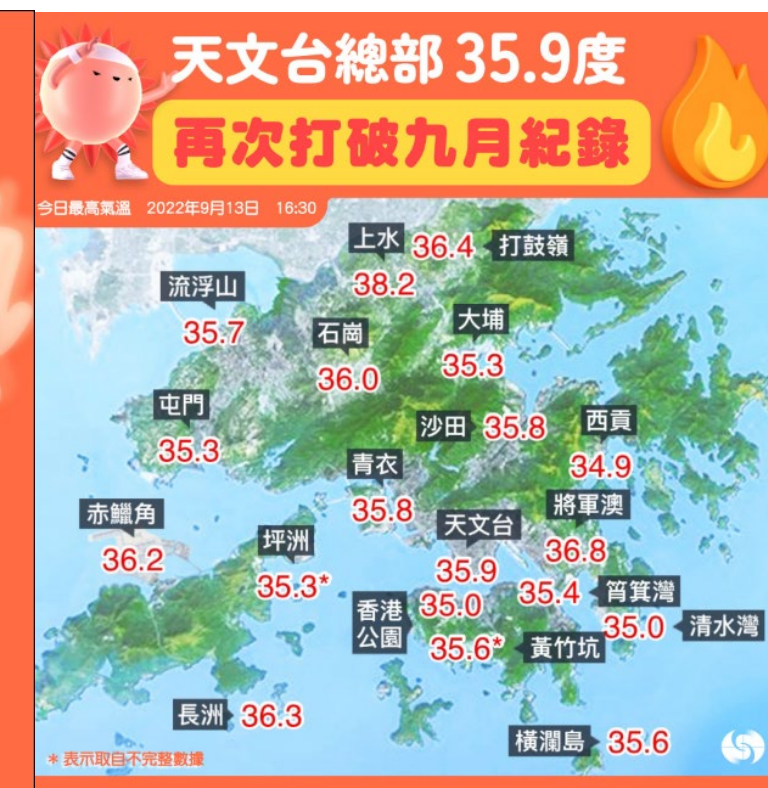 天文台總部 35.9度
再次打破九月紀錄
今日最高氣溫 2022年9月13日 16:30
上水
38.2
36.4 打鼓嶺
流浮山
35.7
石崗
36.0
大埔
35.3
屯門
35.3
沙田 35.8
西貢
34.9
青衣
35.8
赤鱲角
36.2
坪洲
35.3*
天文台
35.9
將軍澳
36.8
香港
公園
35.0
35.4 筲箕灣
35.6* 黃竹坑
35.0 清水灣
長洲 36.3
橫瀾島 35.6
* 表示取自不完整數據